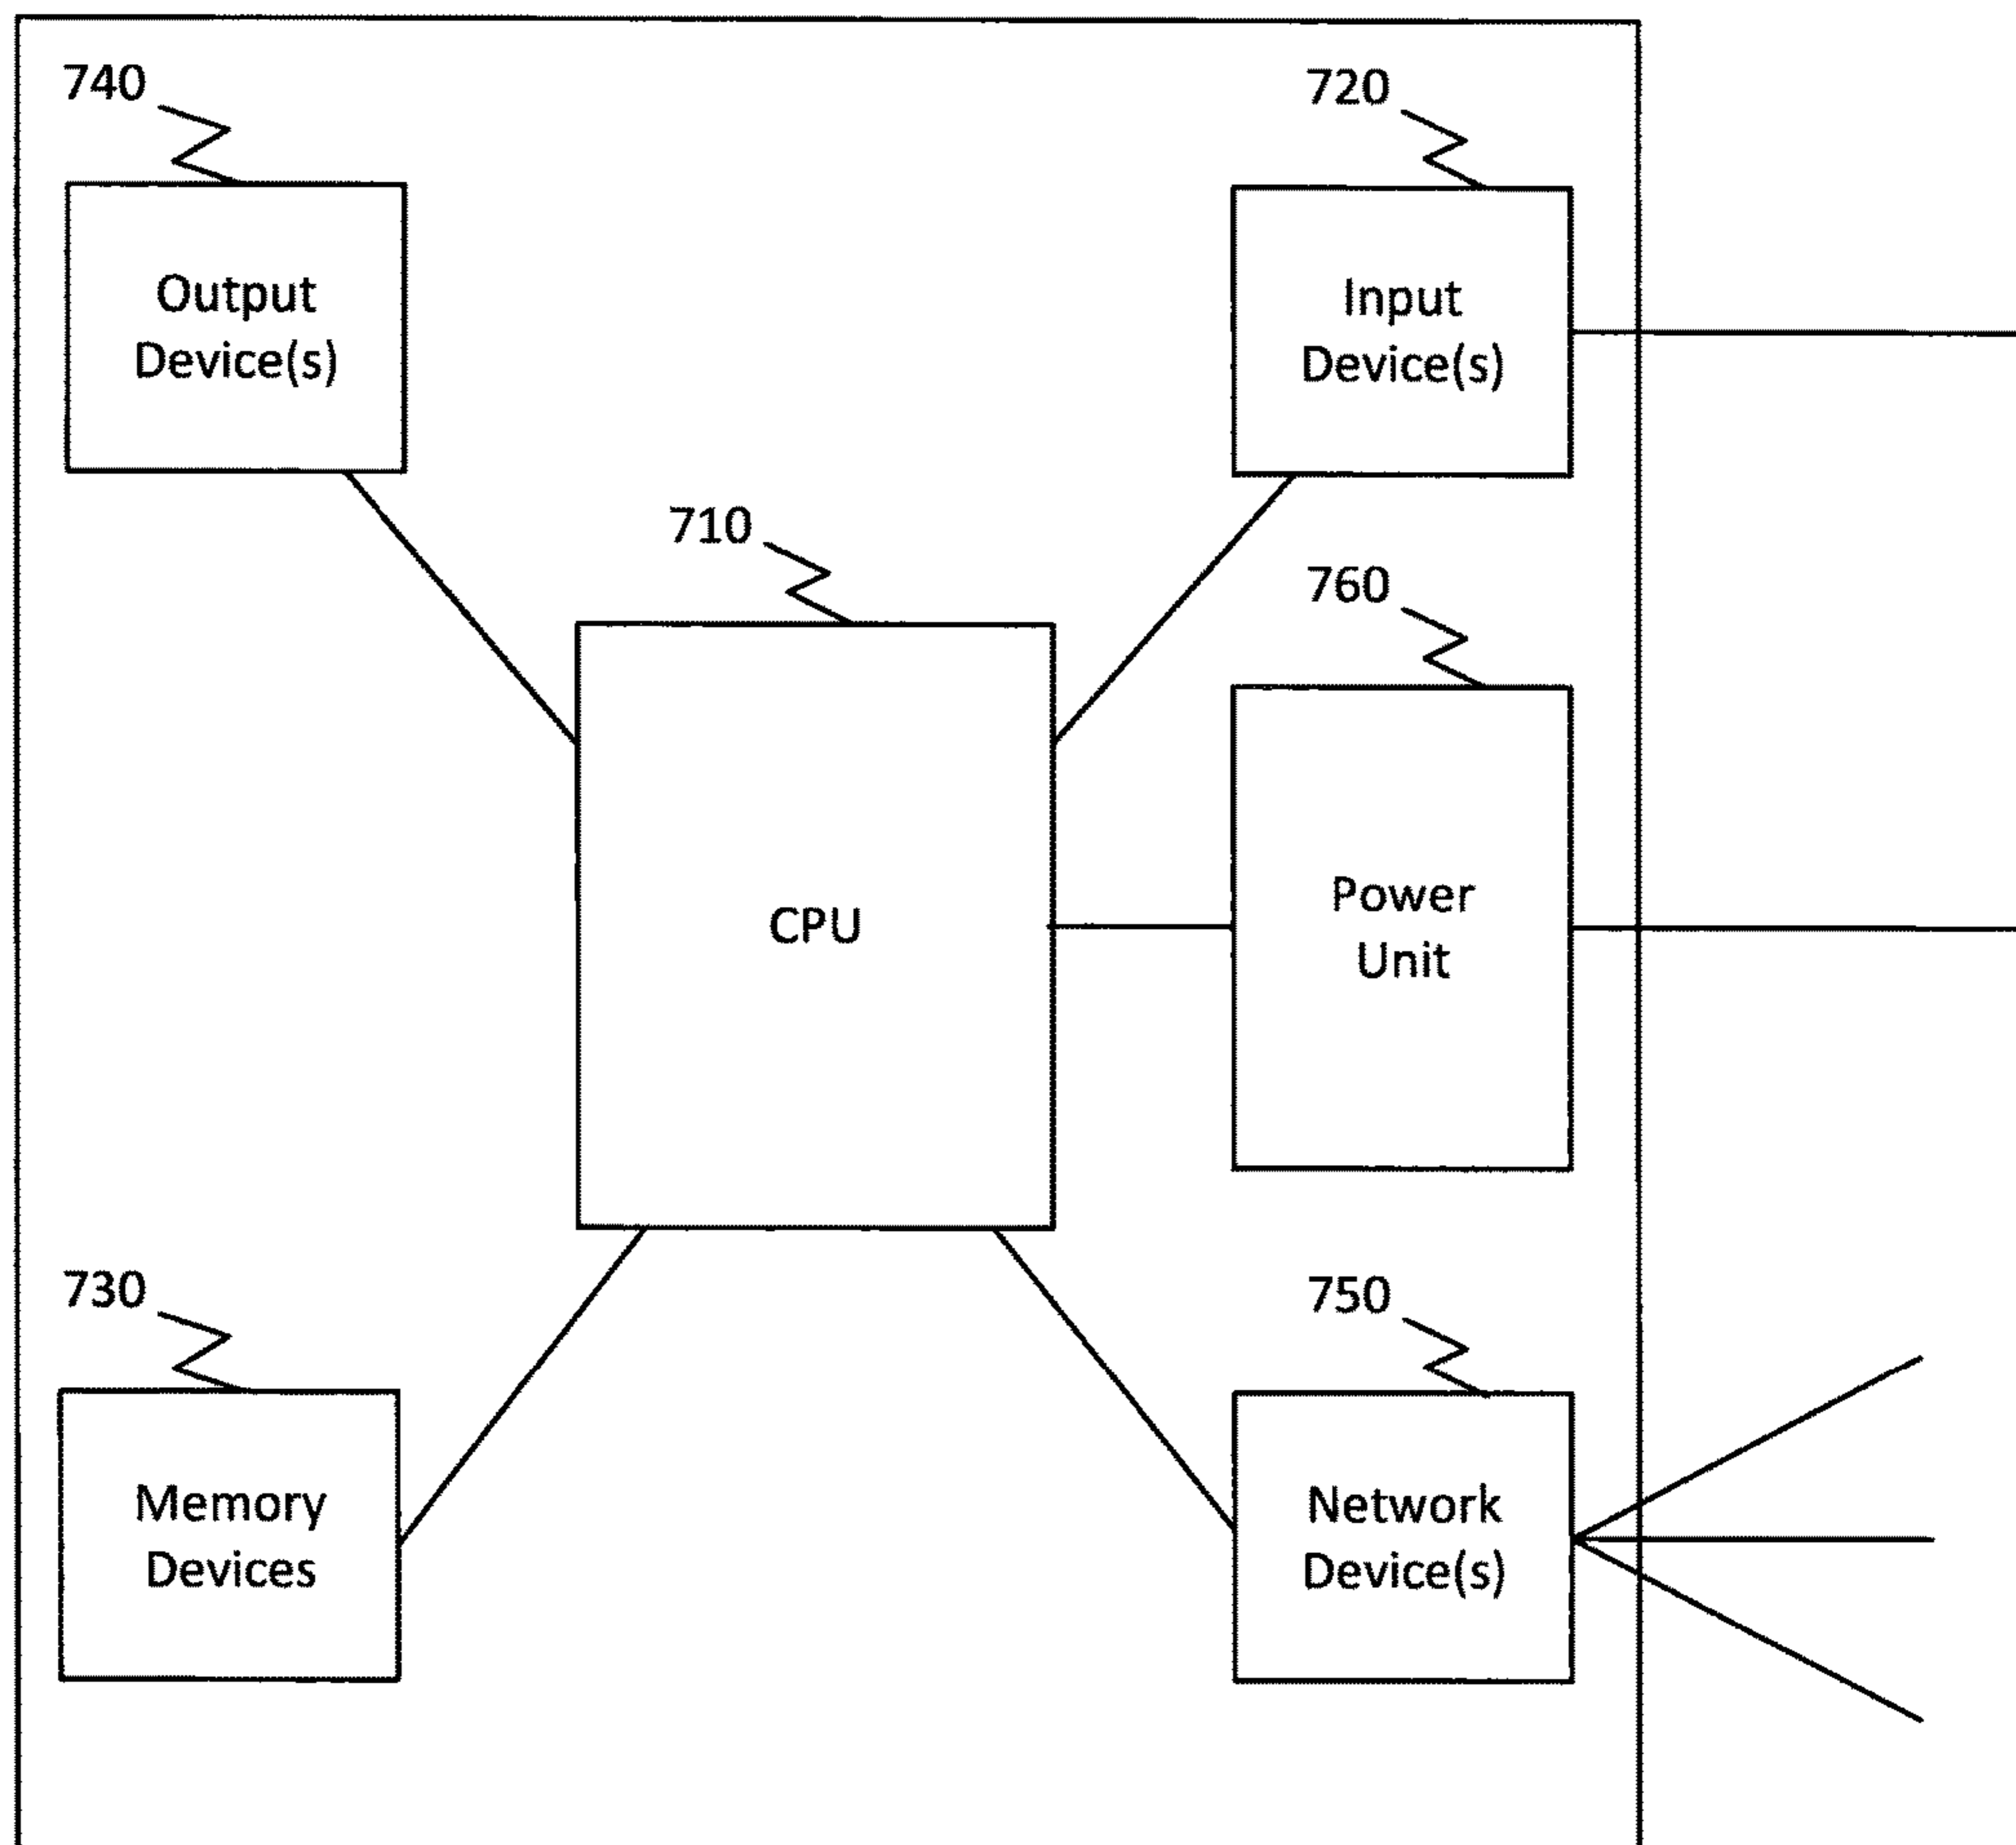 740
720
Output
Device(s)
Input
Device(s)
710
760
CPU
Power
Unit
730
750
Memory
Devices
Network
Device(s)